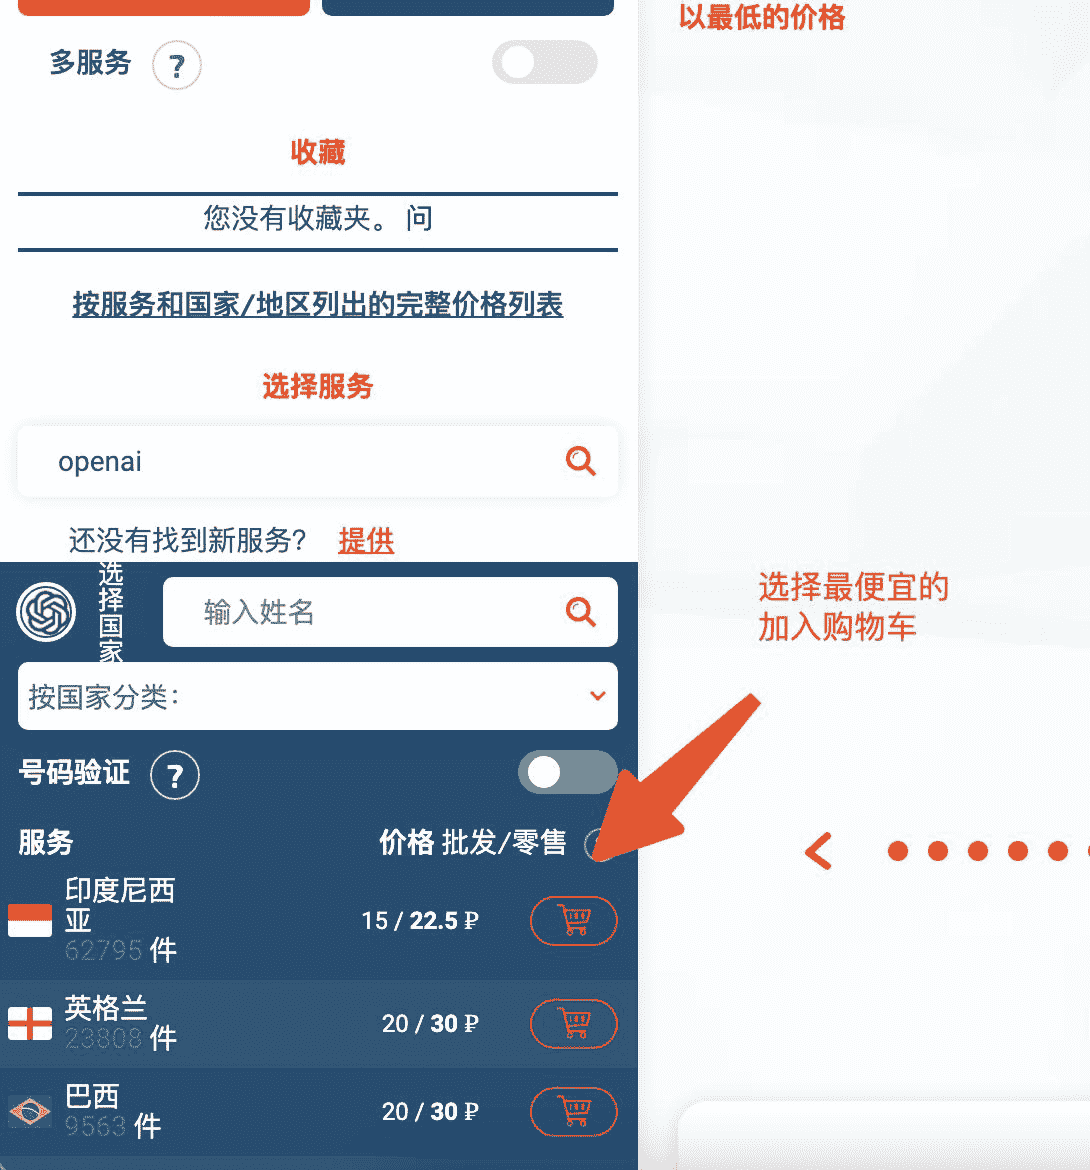 以最低的价格
多服务 ?
收藏
您没有收藏夹。 问
按服务和国家/地区列出的完整价格列表
选择服务
openai
还没有找到新服务? 提供
选择国家
输入姓名
按国家分类:
号码验证 ?
服务 价格 批发/零售
印度尼西
亚
62795 件
15 / 22.5 ₽
英格兰
23808 件
20 / 30 ₽
巴西
9563 件
20 / 30 ₽
选择最便宜的
加入购物车